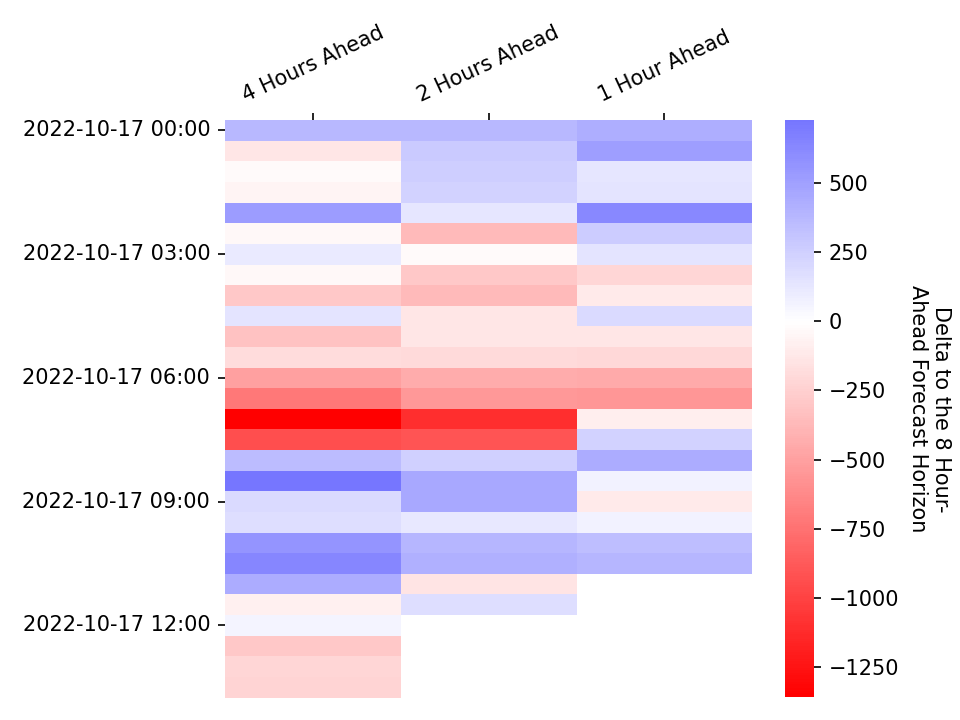 4 Hours Ahead
2 Hours Ahead
1 Hour Ahead
2022-10-17 00:00
2022-10-17 03:00
2022-10-17 06:00
2022-10-17 09:00
2022-10-17 12:00
500
250
0
−250
−500
−750
−1000
−1250
Delta to the 8 Hour-
Ahead Forecast Horizon